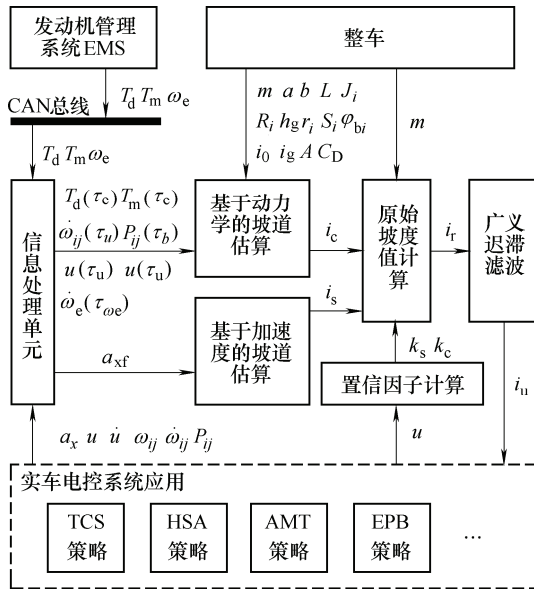 发动机管理
系统EMS
整车
CAN总线
T_d T_m ω_e
m a b L J_i
R_i h_g r_i S_i φ_bi
i_0 i_g A C_D
m
T_d T_m ω_e
信息处理单元
T_d(τ_c) T_m(τ_c)
ω̇_ij(τ_u) P_ij(τ_b)
u(τ_u) u(τ_u)
ω̇_e(τ_ωe)
a_xf
基于动力
学的坡道
估算
i_c
基于加速
度的坡道
估算
i_s
原始
坡度
值计
算
i_r
广义
迟滞
滤波
k_s k_c
置信因子计算
i_u
a_x u u̇ ω_ij ω̇_ij P_ij
u
实车电控系统应用
TCS
策略
HSA
策略
AMT
策略
EPB
策略
…